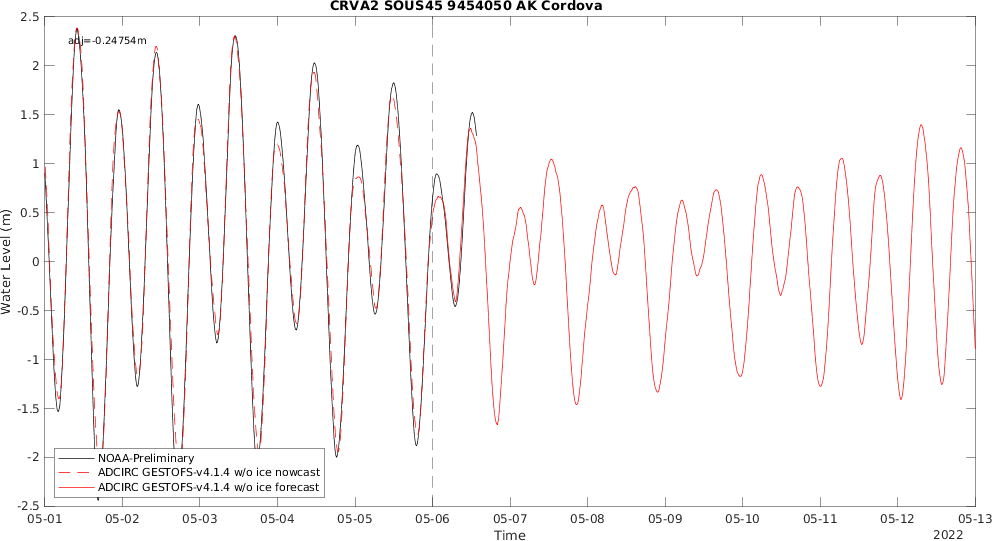 CRVA2 SOUS45 9454050 AK Cordova
adj=-0.24754m
Water Level (m)
2.5
2
1.5
1
0.5
0
-0.5
-1
-1.5
-2
-2.5
NOAA-Preliminary
ADCIRC GESTOFS-v4.1.4 w/o ice nowcast
ADCIRC GESTOFS-v4.1.4 w/o ice forecast
05-01 05-02 05-03 05-04 05-05 05-06 05-07 05-08 05-09 05-10 05-11 05-12 05-13
Time
2022